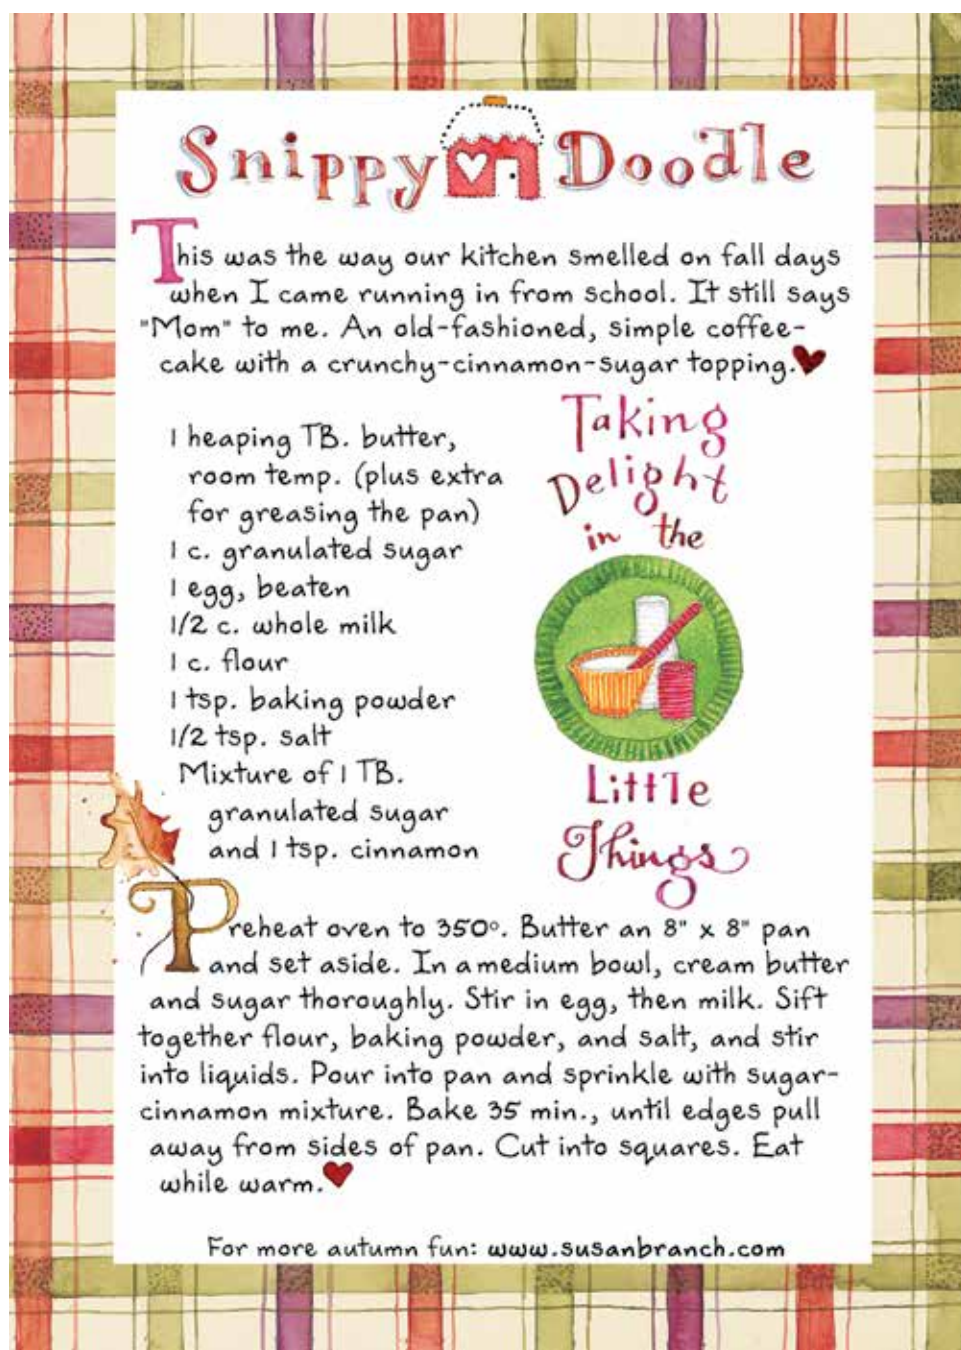 Snippy Doodle
This was the way our kitchen smelled on fall days
when I came running in from school. It still says
"Mom" to me. An old-fashioned, simple coffee-
cake with a crunchy-cinnamon-sugar topping.
1 heaping TB. butter,
room temp. (plus extra
for greasing the pan)
1 c. granulated sugar
1 egg, beaten
1/2 c. whole milk
1 c. flour
1 tsp. baking powder
1/2 tsp. salt
Mixture of 1 TB.
granulated sugar
and 1 tsp. cinnamon
Taking
Delight
in the
Little
Things
Preheat oven to 350°. Butter an 8" x 8" pan
and set aside. In a medium bowl, cream butter
and sugar thoroughly. Stir in egg, then milk. Sift
together flour, baking powder, and salt, and stir
into liquids. Pour into pan and sprinkle with sugar-
cinnamon mixture. Bake 35 min., until edges pull
away from sides of pan. Cut into squares. Eat
while warm.
For more autumn fun: www.susanbranch.com